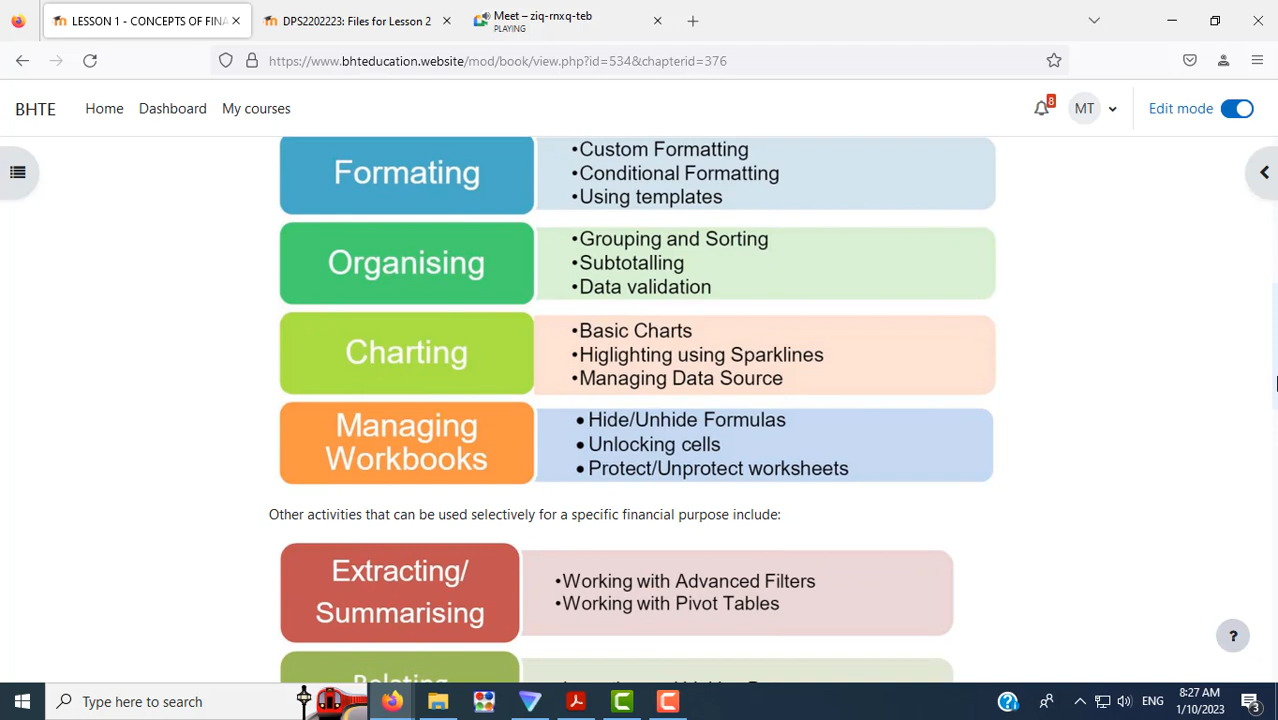 LESSON 1 - CONCEPTS OF FINA
DPS2202223: Files for Lesson 2
Meet – ziq-rnxq-teb
PLAYING
https://www.bhteducation.website/mod/book/view.php?id=534&chapterid=376
BHTE
Home
Dashboard
My courses
8
MT
Edit mode
Formating
•Custom Formatting
•Conditional Formatting
•Using templates
Organising
•Grouping and Sorting
•Subtotalling
•Data validation
Charting
•Basic Charts
•Higlighting using Sparklines
•Managing Data Source
Managing
Workbooks
• Hide/Unhide Formulas
• Unlocking cells
• Protect/Unprotect worksheets
Other activities that can be used selectively for a specific financial purpose include:
Extracting/
Summarising
•Working with Advanced Filters
•Working with Pivot Tables
Relating
?
Type here to search
ENG
8:27 AM
1/10/2023
3